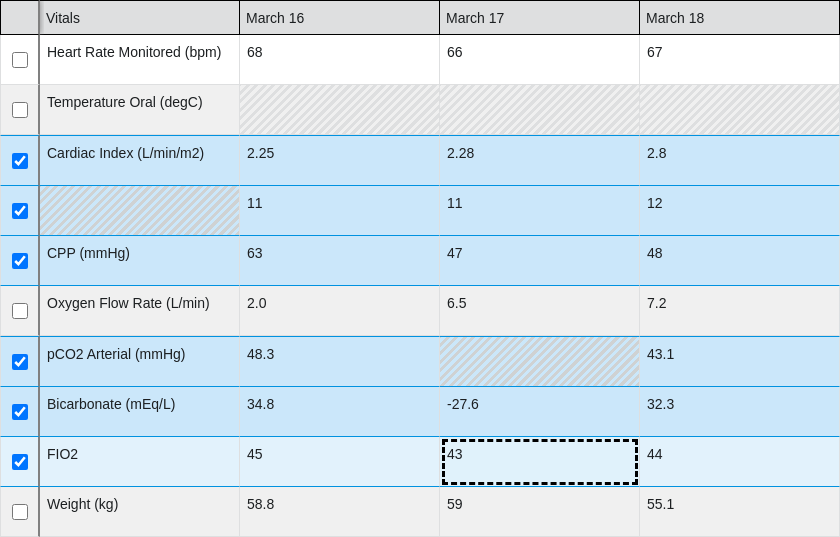 Vitals March 16 March 17 March 18
Heart Rate Monitored (bpm) 68 66 67
Temperature Oral (degC)
Cardiac Index (L/min/m2) 2.25 2.28 2.8
11 11 12
CPP (mmHg) 63 47 48
Oxygen Flow Rate (L/min) 2.0 6.5 7.2
pCO2 Arterial (mmHg) 48.3 43.1
Bicarbonate (mEq/L) 34.8 -27.6 32.3
FIO2 45 43 44
Weight (kg) 58.8 59 55.1